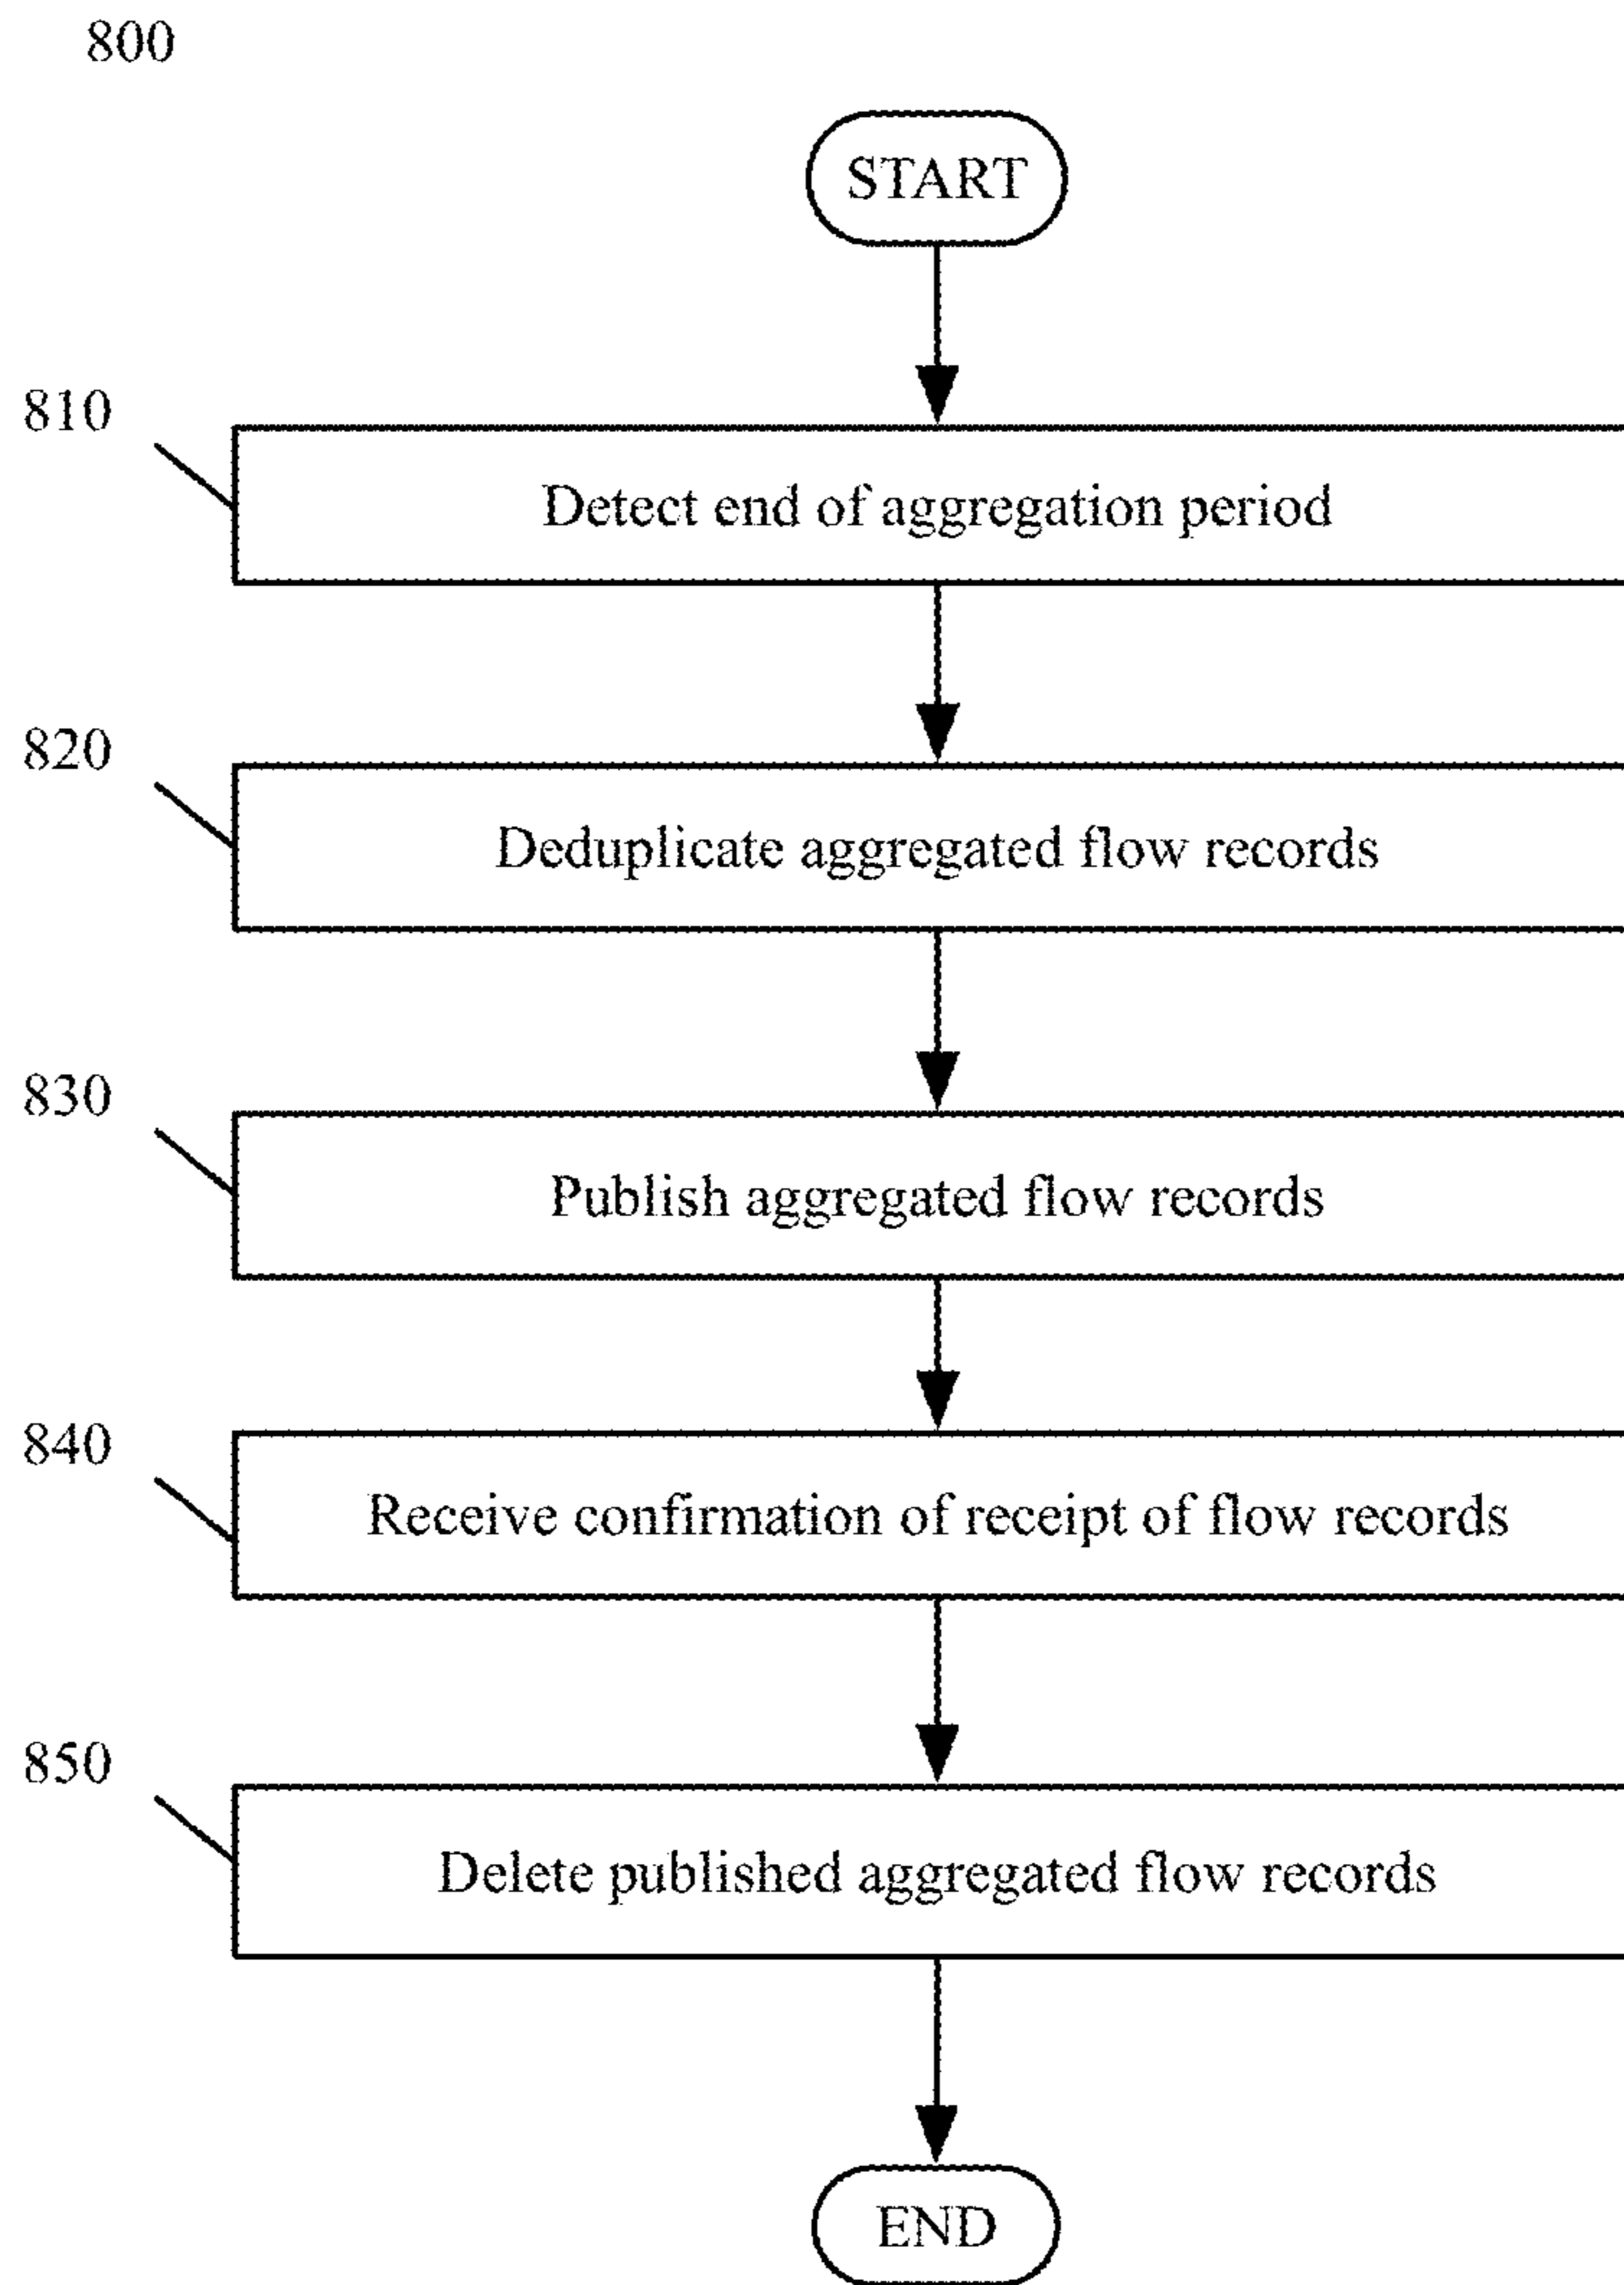 800
START
810
Detect end of aggregation period
820
Deduplicate aggregated flow records
830
Publish aggregated flow records
840
Receive confirmation of receipt of flow records
850
Delete published aggregated flow records
END